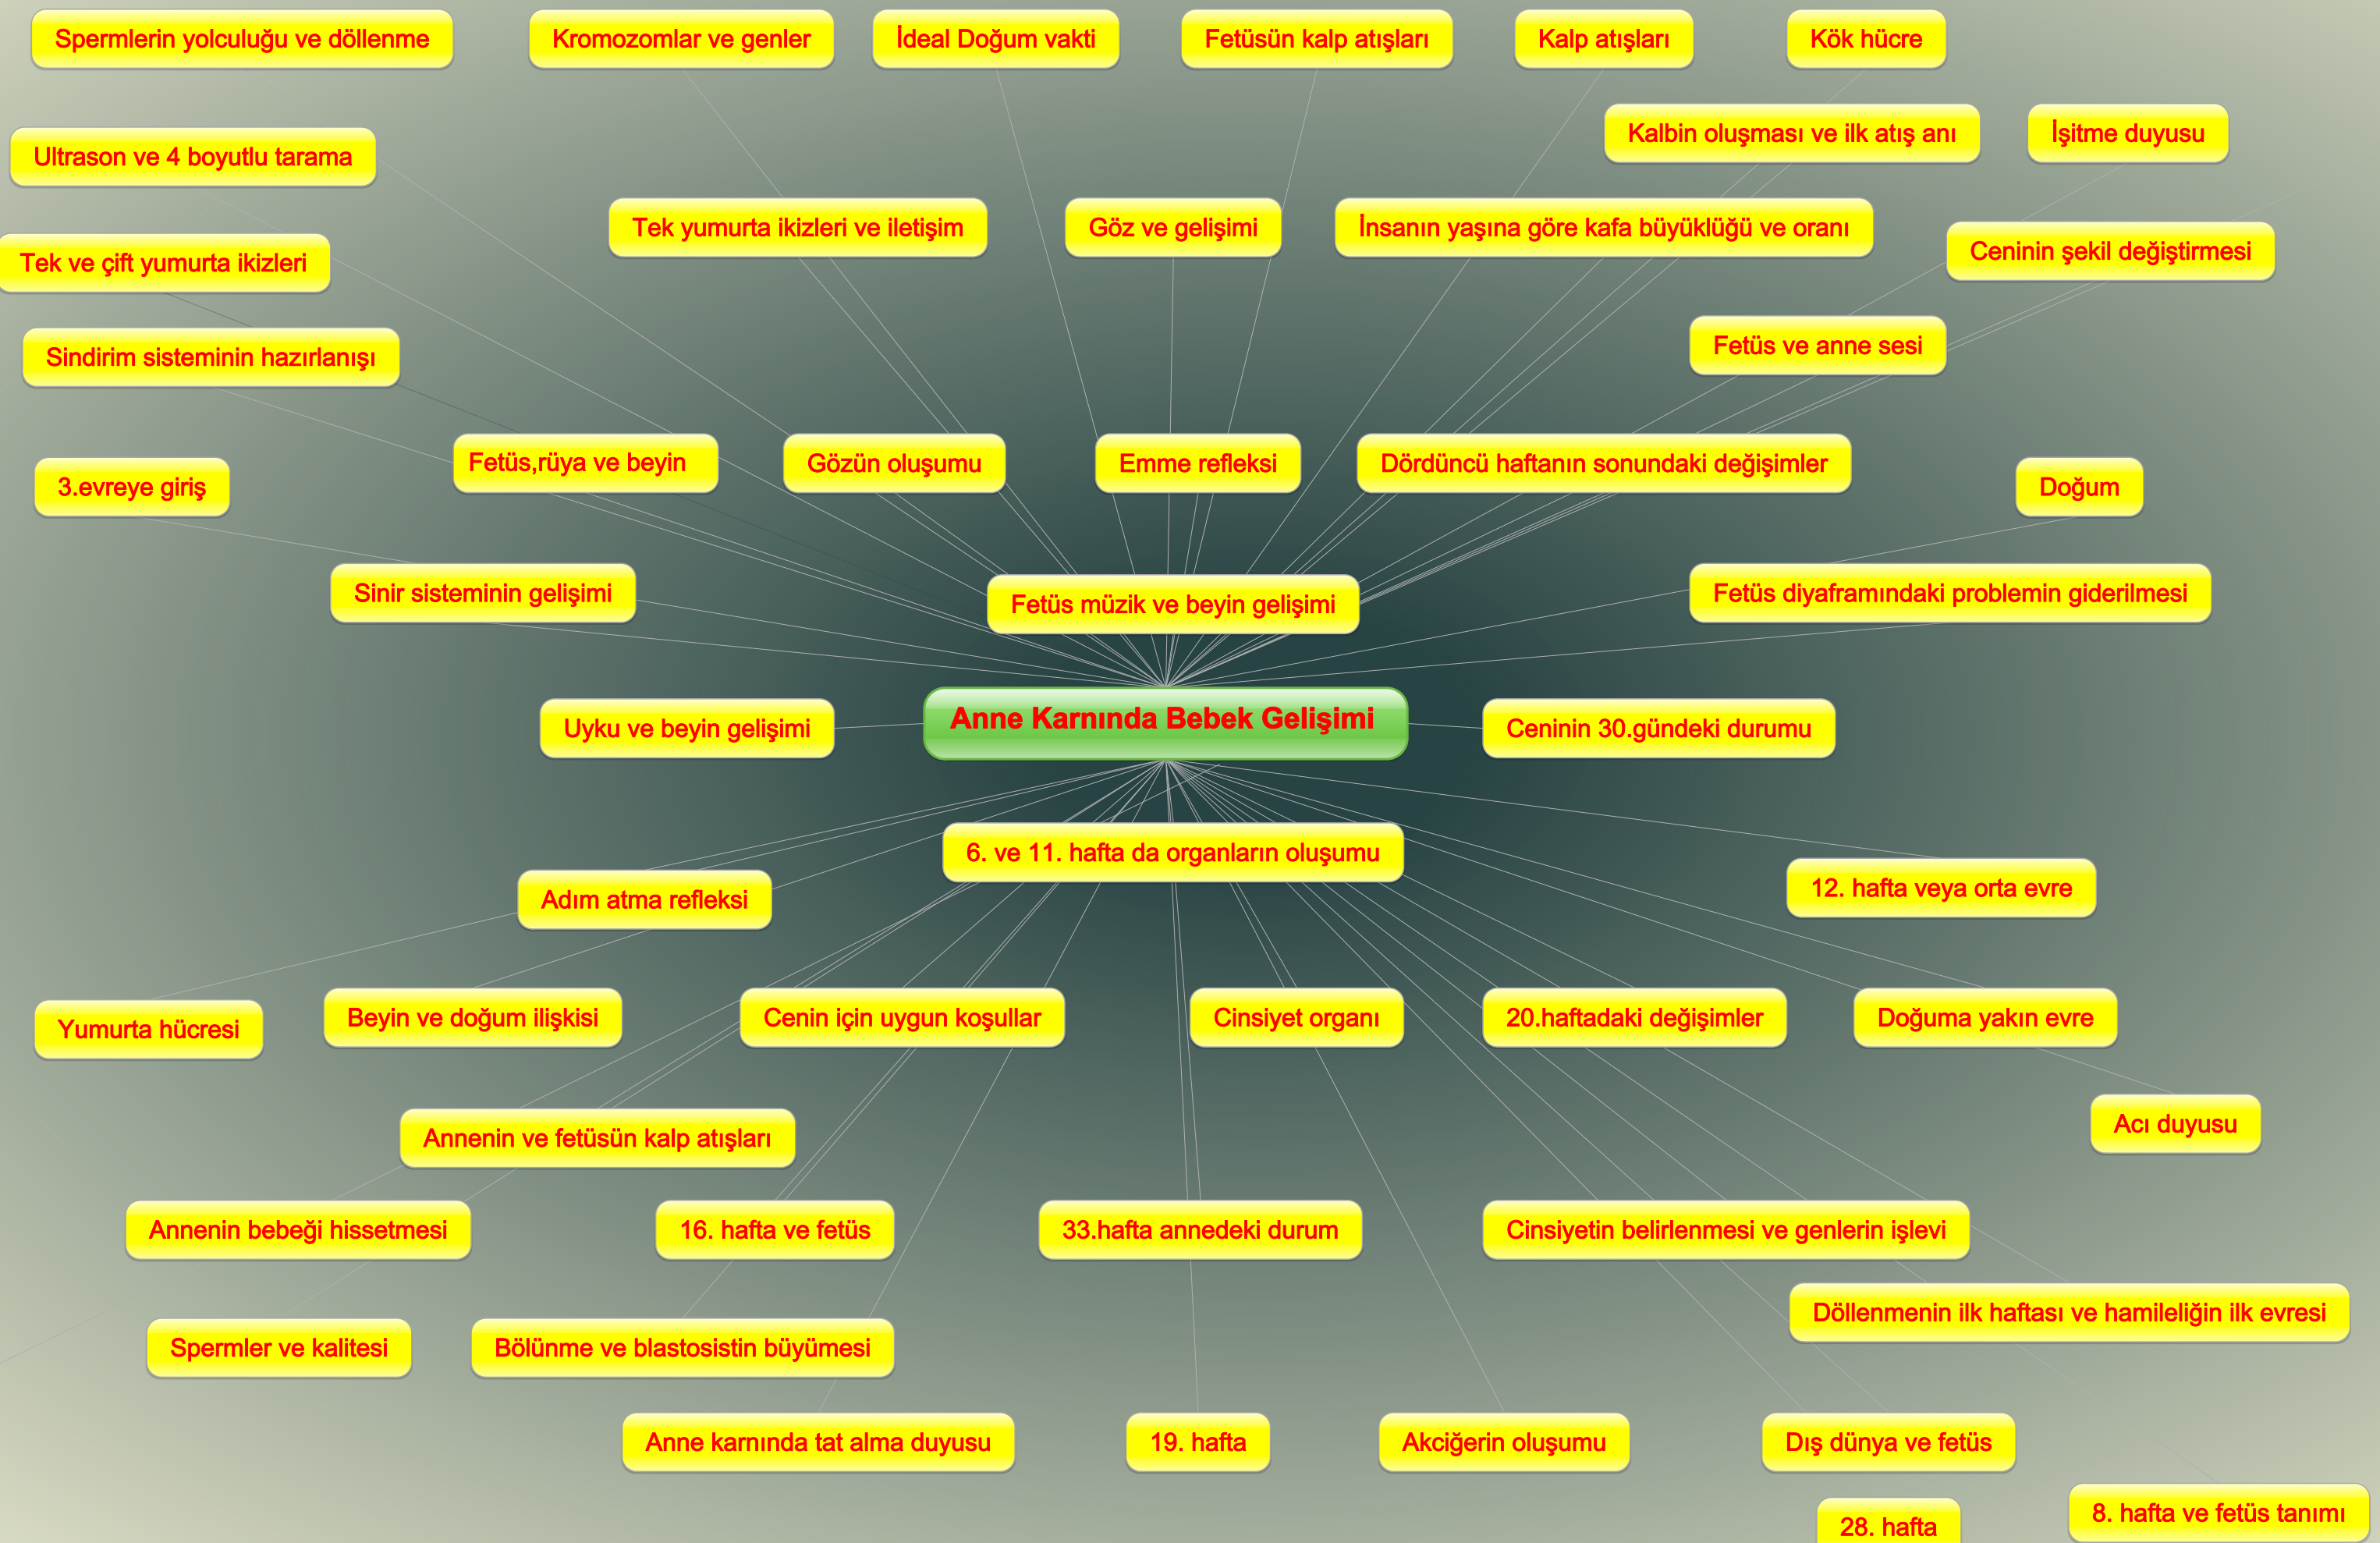 Spermlerin yolculuğu ve döllenme
Kromozomlar ve genler
İdeal Doğum vakti
Fetüsün kalp atışları
Kalp atışları
Kök hücre
Kalbin oluşması ve ilk atış anı
İşitme duyusu
Ultrason ve 4 boyutlu tarama
Tek yumurta ikizleri ve iletişim
Göz ve gelişimi
İnsanın yaşına göre kafa büyüklüğü ve oranı
Ceninin şekil değiştirmesi
Tek ve çift yumurta ikizleri
Fetüs ve anne sesi
Sindirim sisteminin hazırlanışı
Fetüs,rüya ve beyin
Gözün oluşumu
Emme refleksi
Dördüncü haftanın sonundaki değişimler
3.evreye giriş
Doğum
Sinir sisteminin gelişimi
Fetüs müzik ve beyin gelişimi
Fetüs diyaframındaki problemin giderilmesi
Uyku ve beyin gelişimi
Anne Karnında Bebek Gelişimi
Ceninin 30.gündeki durumu
6. ve 11. hafta da organların oluşumu
Adım atma refleksi
12. hafta veya orta evre
Yumurta hücresi
Beyin ve doğum ilişkisi
Cenin için uygun koşullar
Cinsiyet organı
20.haftadaki değişimler
Doğuma yakın evre
Annenin ve fetüsün kalp atışları
Acı duyusu
Annenin bebeği hissetmesi
16. hafta ve fetüs
33.hafta annedeki durum
Cinsiyetin belirlenmesi ve genlerin işlevi
Döllenmenin ilk haftası ve hamileliğin ilk evresi
Spermler ve kalitesi
Bölünme ve blastosistin büyümesi
Anne karnında tat alma duyusu
19. hafta
Akciğerin oluşumu
Dış dünya ve fetüs
8. hafta ve fetüs tanımı
28. hafta